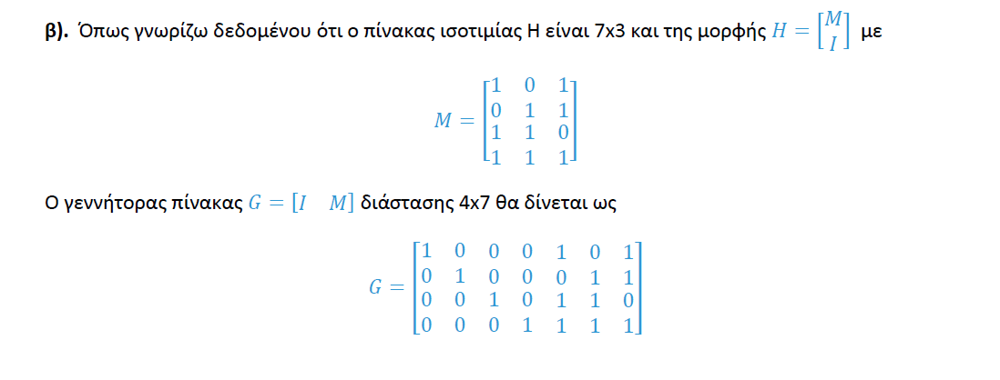 β). Όπως γνωρίζω δεδομένου ότι ο πίνακας ισοτιμίας Η είναι 7x3 και της μορφής H = [M I] με
M = [1 0 1
0 1 1
1 1 0
1 1 1]
Ο γεννήτορας πίνακας G = [I M] διάστασης 4x7 θα δίνεται ως
G = [1 0 0 0 1 0 1
0 1 0 0 0 1 1
0 0 1 0 1 1 0
0 0 0 1 1 1 1]